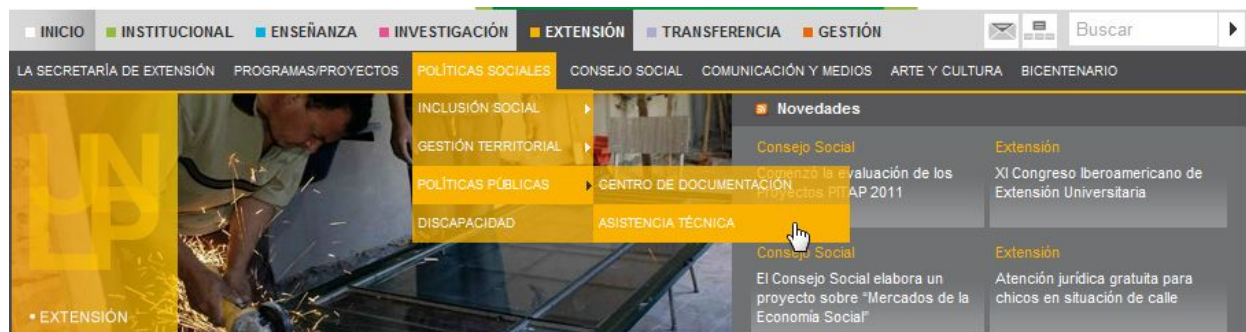 INICIO INSTITUCIONAL ENSEÑANZA INVESTIGACIÓN EXTENSIÓN TRANSFERENCIA GESTIÓN Buscar
LA SECRETARÍA DE EXTENSIÓN PROGRAMAS/PROYECTOS POLÍTICAS SOCIALES CONSEJO SOCIAL COMUNICACIÓN Y MEDIOS ARTE Y CULTURA BICENTENARIO
INCLUSIÓN SOCIAL
GESTIÓN TERRITORIAL
POLÍTICAS PÚBLICAS
DISCAPACIDAD
CENTRO DE DOCUMENTACIÓN
ASISTENCIA TÉCNICA
UN
LP
• EXTENSIÓN
Novedades
Consejo Social
Comenzó la evaluación de los
Proyectos PITAP 2011
Extensión
XI Congreso Iberoamericano de
Extensión Universitaria
Consejo Social
El Consejo Social elabora un
proyecto sobre “Mercados de la
Economía Social”
Extensión
Atención jurídica gratuita para
chicos en situación de calle